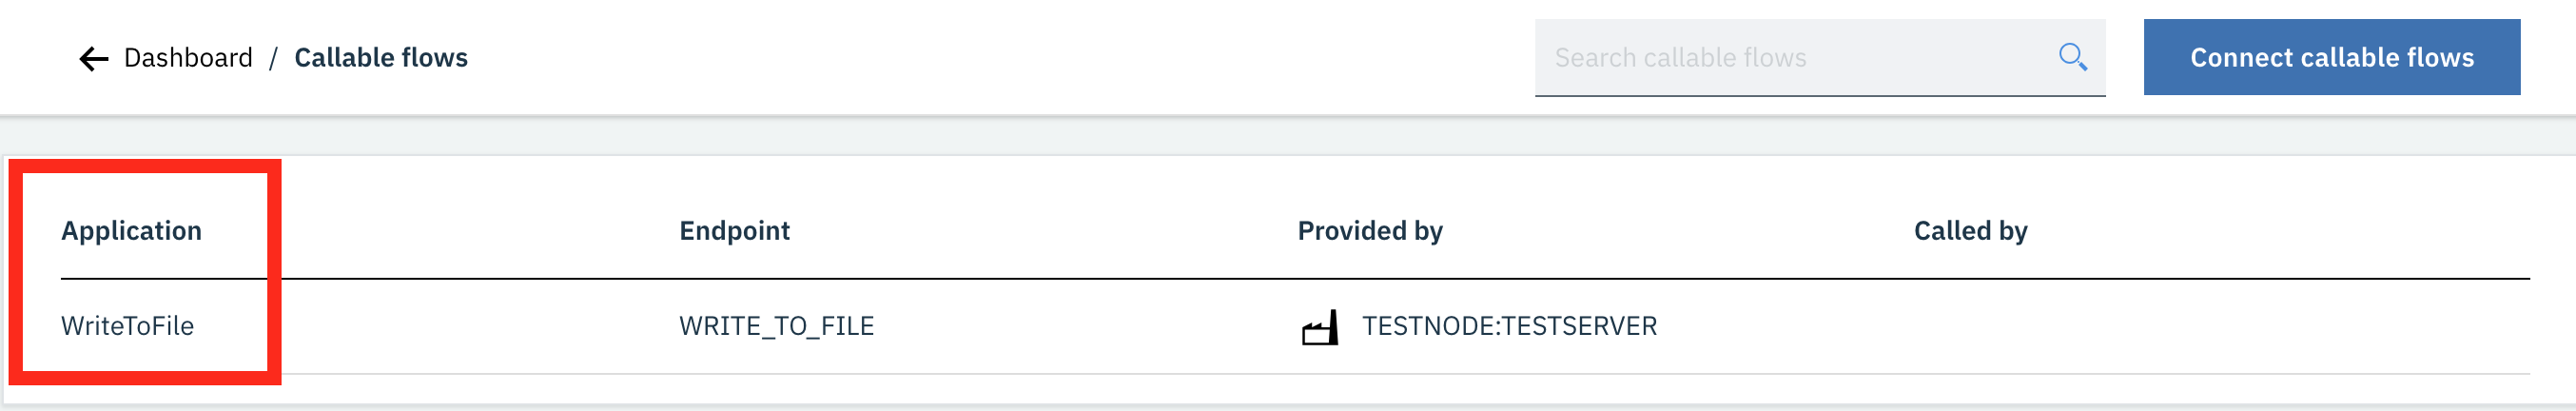 Dashboard / Callable flows
Search callable flows
Connect callable flows
Application Endpoint Provided by Called by
WriteToFile WRITE_TO_FILE TESTNODE:TESTSERVER